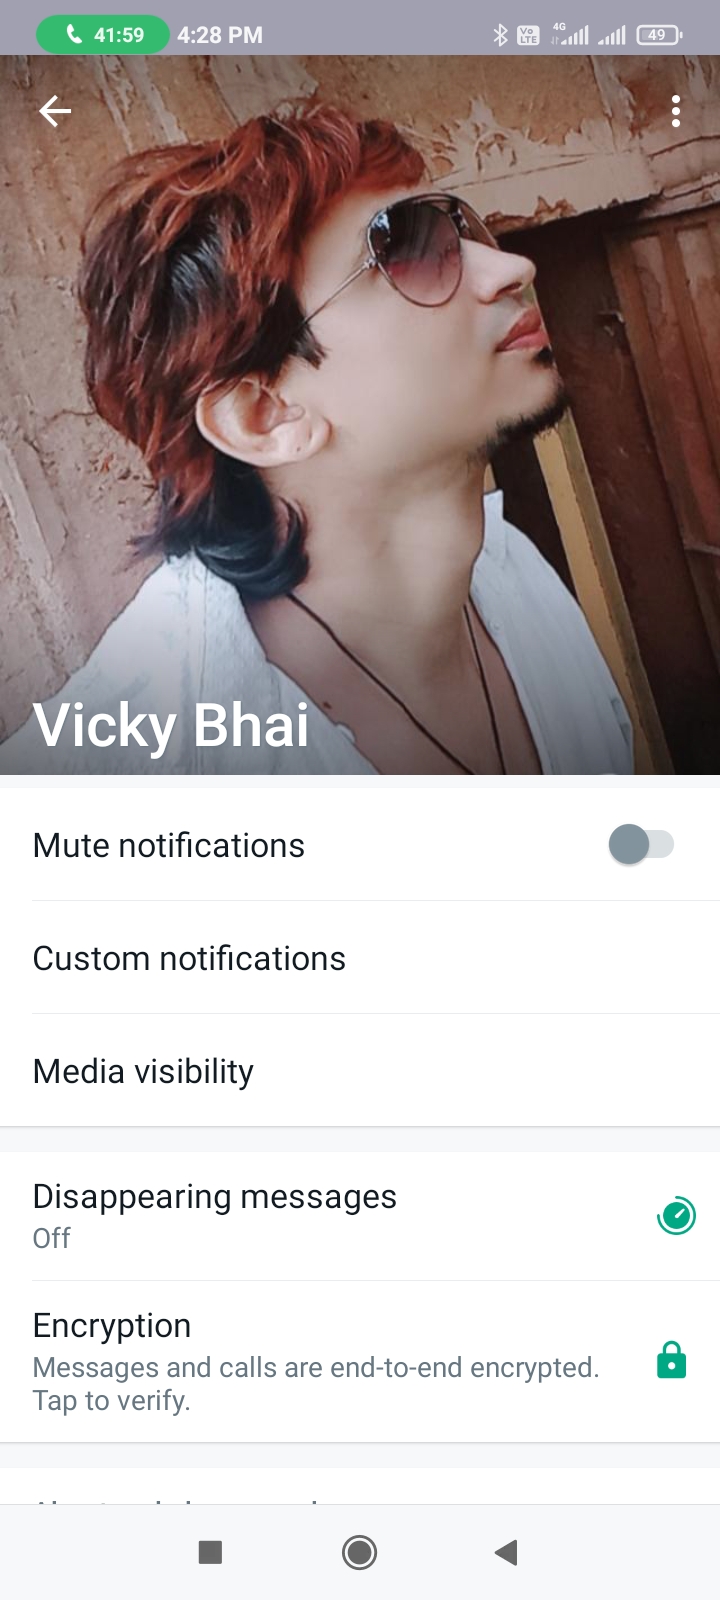 41:59 4:28 PM Vo LTE 4G 49
Vicky Bhai
Mute notifications
Custom notifications
Media visibility
Disappearing messages
Off
Encryption
Messages and calls are end-to-end encrypted.
Tap to verify.